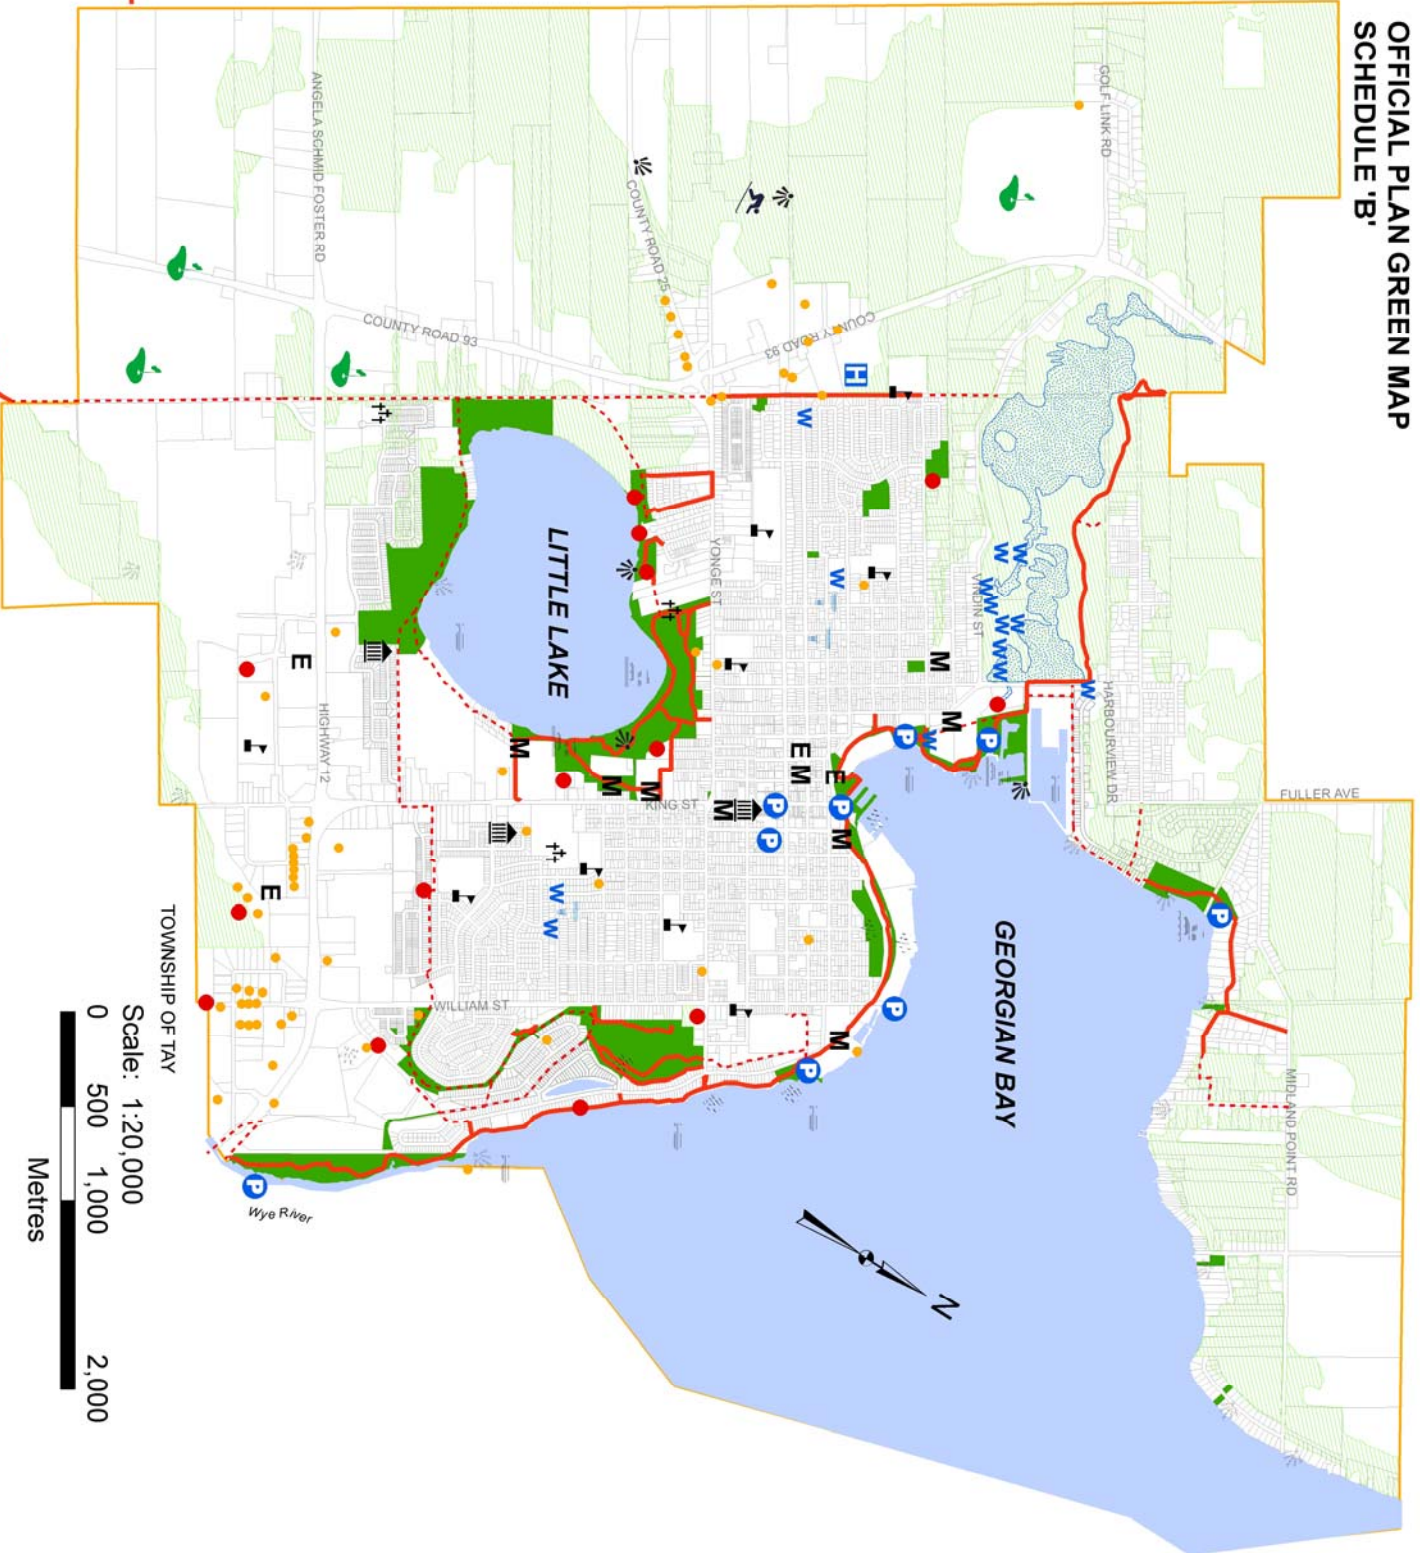 OFFICIAL PLAN GREEN MAP
SCHEDULE 'B'
GOLF LINK RD
ANGELA SCHMID FOSTER RD
COUNTY ROAD 25
COUNTY ROAD 93
COUNTY ROAD 93
H
W
LITTLE LAKE
YONGE ST
W
VINDIN ST
W W
W
W
W W
W
W W
W
M
HARBOURVIEW DR
E
HIGHWAY 12
M
M
M
KING ST
M
E
M
E
M
P
W
M
P
P
P
P
M
FULLER AVE
E
W
W
P
GEORGIAN BAY
WILLIAM ST
P
M
P
MIDLAND POINT RD
P
Wye River
N
TOWNSHIP OF TAY
Scale: 1:20,000
0 500 1,000 2,000
Metres